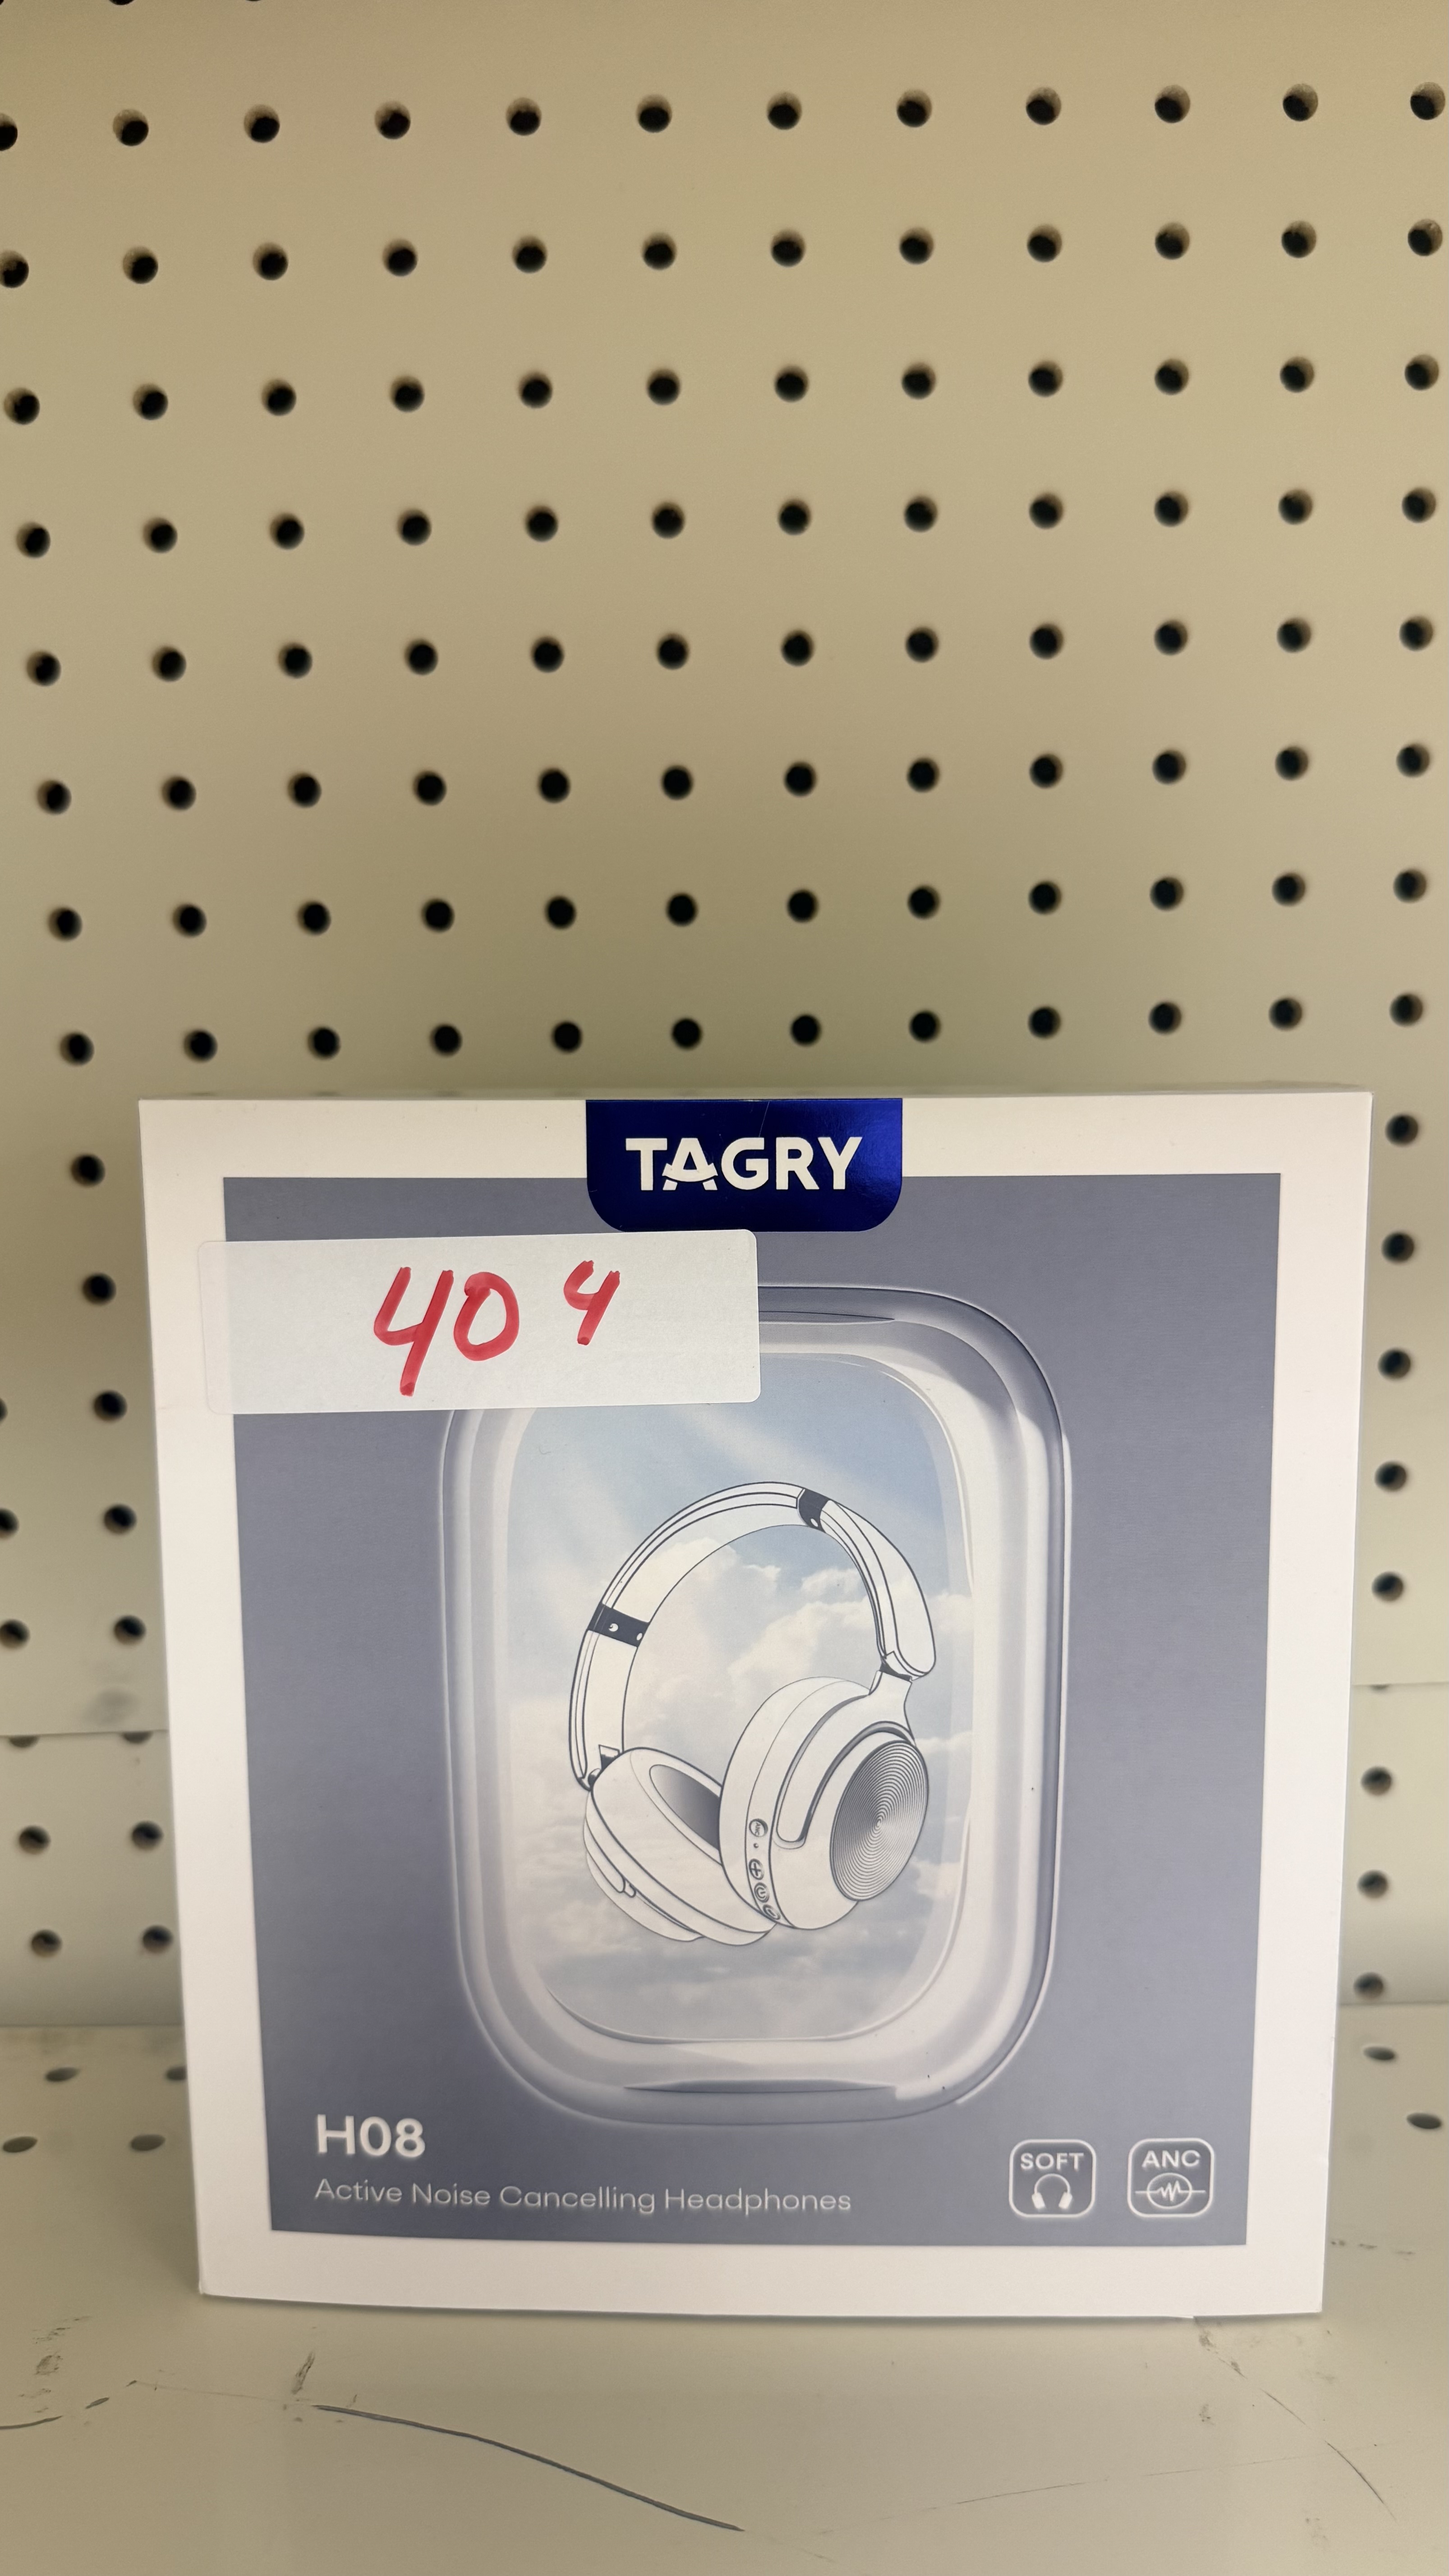 TAGRY
40 4
H08
Active Noise Cancelling Headphones
SOFT
ANC